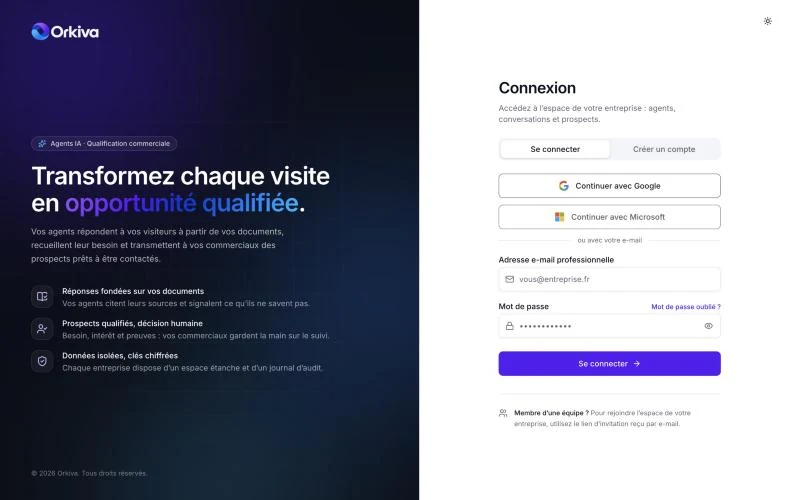 Orkiva
Agents IA · Qualification commerciale
Transformez chaque visite
en opportunité qualifiée.
Vos agents répondent à vos visiteurs à partir de vos documents,
recueillent leur besoin et transmettent à vos commerciaux des
prospects prêts à être contactés.
Réponses fondées sur vos documents
Vos agents citent leurs sources et signalent ce qu'ils ne savent pas.
Prospects qualifiés, décision humaine
Besoin, intérêt et preuves : vos commerciaux gardent la main sur le suivi.
Données isolées, clés chiffrées
Chaque entreprise dispose d'un espace étanche et d'un journal d'audit.
© 2026 Orkiva. Tous droits réservés.
Connexion
Accédez à l'espace de votre entreprise : agents,
conversations et prospects.
Se connecter
Créer un compte
Continuer avec Google
Continuer avec Microsoft
ou avec votre e-mail
Adresse e-mail professionnelle
vous@entreprise.fr
Mot de passe
Mot de passe oublié ?
••••••••••••
Se connecter →
Membre d'une équipe ? Pour rejoindre l'espace de votre
entreprise, utilisez le lien d'invitation reçu par e-mail.